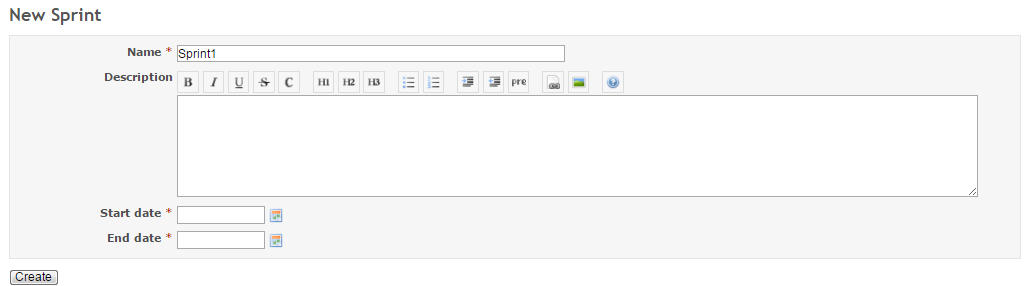 New Sprint
Name * Sprint1
Description B I U S C H1 H2 H3 pre
Start date *
End date *
Create